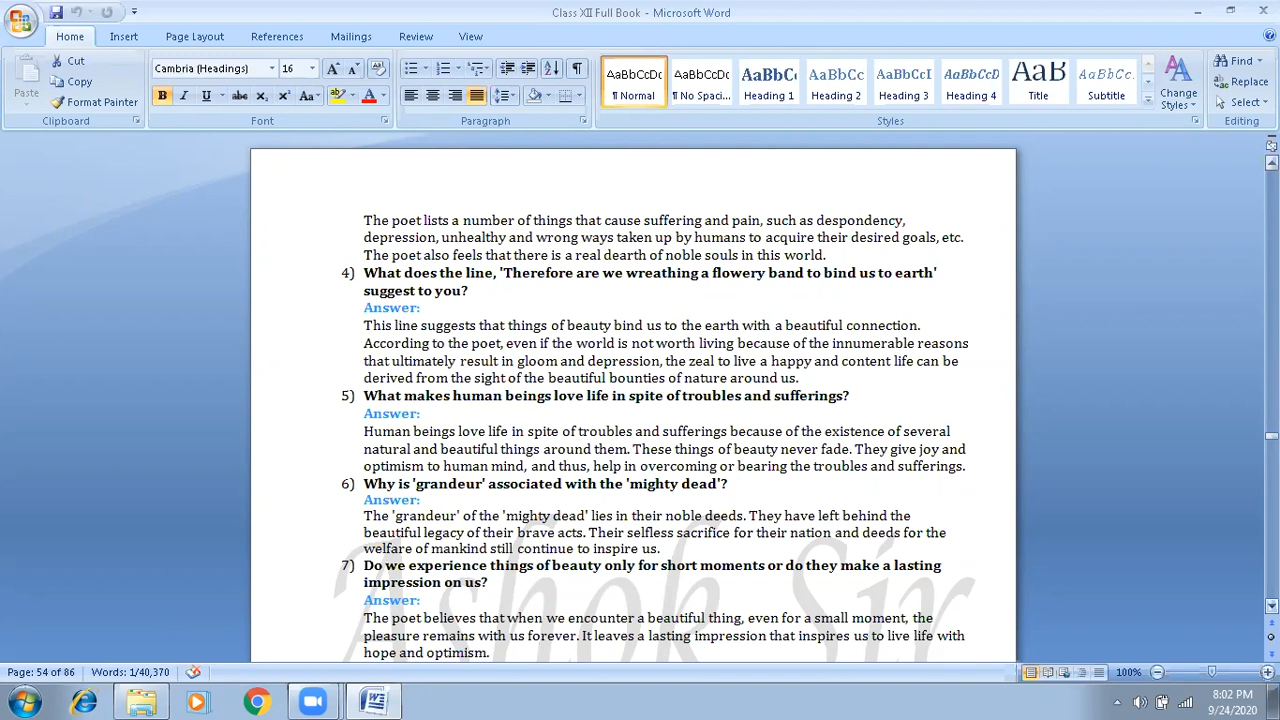 Class XII Full Book - Microsoft Word
Home Insert Page Layout References Mailings Review View
Cut
Copy
Format Painter
Paste
Clipboard
Cambria (Headings) 16
Font
Paragraph
AaBbCcDc AaBbCcDc AaBbC AaBbCc AaBbCcI AaBbCcD AaB AaBbCc.
¶ Normal ¶ No Spaci... Heading 1 Heading 2 Heading 3 Heading 4 Title Subtitle
Change Styles
Styles
Find
Replace
Select
Editing
The poet lists a number of things that cause suffering and pain, such as despondency,
depression, unhealthy and wrong ways taken up by humans to acquire their desired goals, etc.
The poet also feels that there is a real dearth of noble souls in this world.
4) What does the line, 'Therefore are we wreathing a flowery band to bind us to earth'
suggest to you?
Answer:
This line suggests that things of beauty bind us to the earth with a beautiful connection.
According to the poet, even if the world is not worth living because of the innumerable reasons
that ultimately result in gloom and depression, the zeal to live a happy and content life can be
derived from the sight of the beautiful bounties of nature around us.
5) What makes human beings love life in spite of troubles and sufferings?
Answer:
Human beings love life in spite of troubles and sufferings because of the existence of several
natural and beautiful things around them. These things of beauty never fade. They give joy and
optimism to human mind, and thus, help in overcoming or bearing the troubles and sufferings.
6) Why is 'grandeur' associated with the 'mighty dead'?
Answer:
The 'grandeur' of the 'mighty dead' lies in their noble deeds. They have left behind the
beautiful legacy of their brave acts. Their selfless sacrifice for their nation and deeds for the
welfare of mankind still continue to inspire us.
7) Do we experience things of beauty only for short moments or do they make a lasting
impression on us?
Answer:
The poet believes that when we encounter a beautiful thing, even for a small moment, the
pleasure remains with us forever. It leaves a lasting impression that inspires us to live life with
hope and optimism.
Ashok Sir
Page: 54 of 86 Words: 1/40,370 100%
8:02 PM
9/24/2020